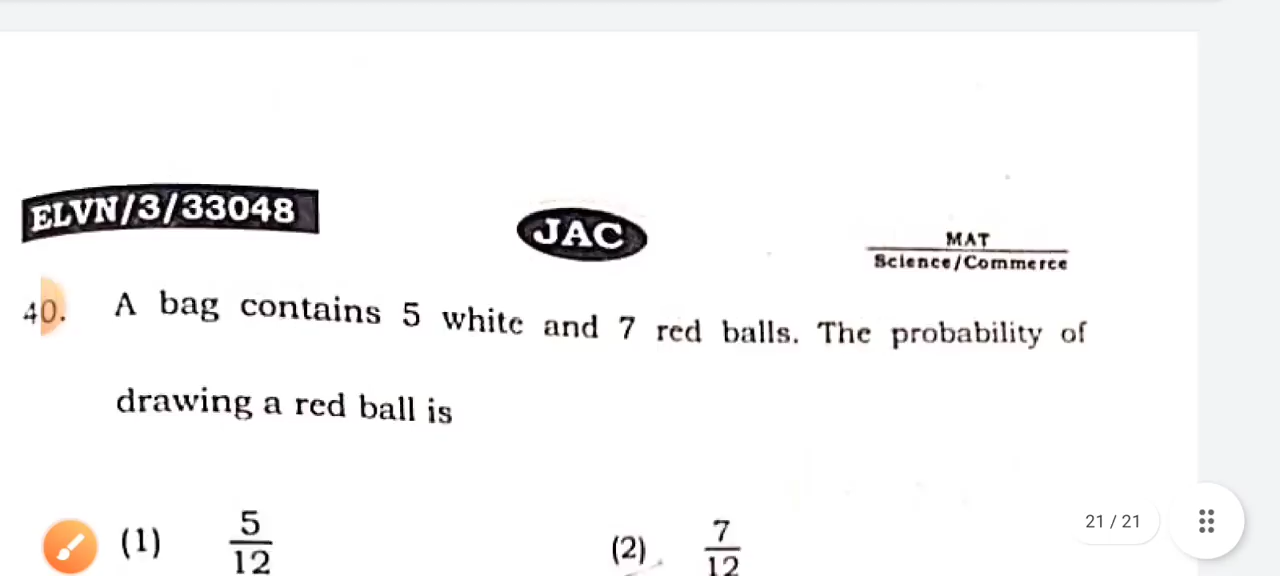 ELVN/3/33048
JAC
MAT
Science/Commerce
40. A bag contains 5 white and 7 red balls. The probability of
drawing a red ball is
(1) 5/12
(2) 7/12
21 / 21